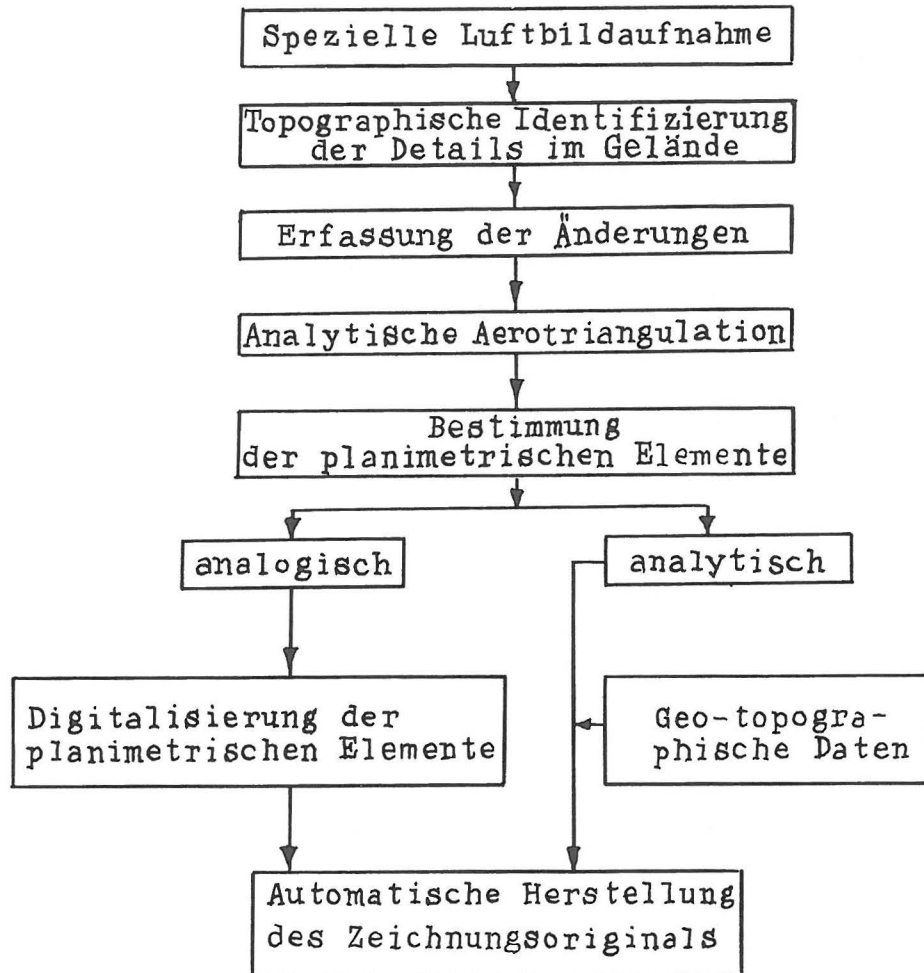 Spezielle Luftbildaufnahme
Topographische Identifizierung
der Details im Gelände
Erfassung der Änderungen
Analytische Aerotriangulation
Bestimmung
der planimetrischen Elemente
analogisch
analytisch
Digitalisierung der
planimetrischen Elemente
Geo-topogra-
phische Daten
Automatische Herstellung
des Zeichnungsoriginals